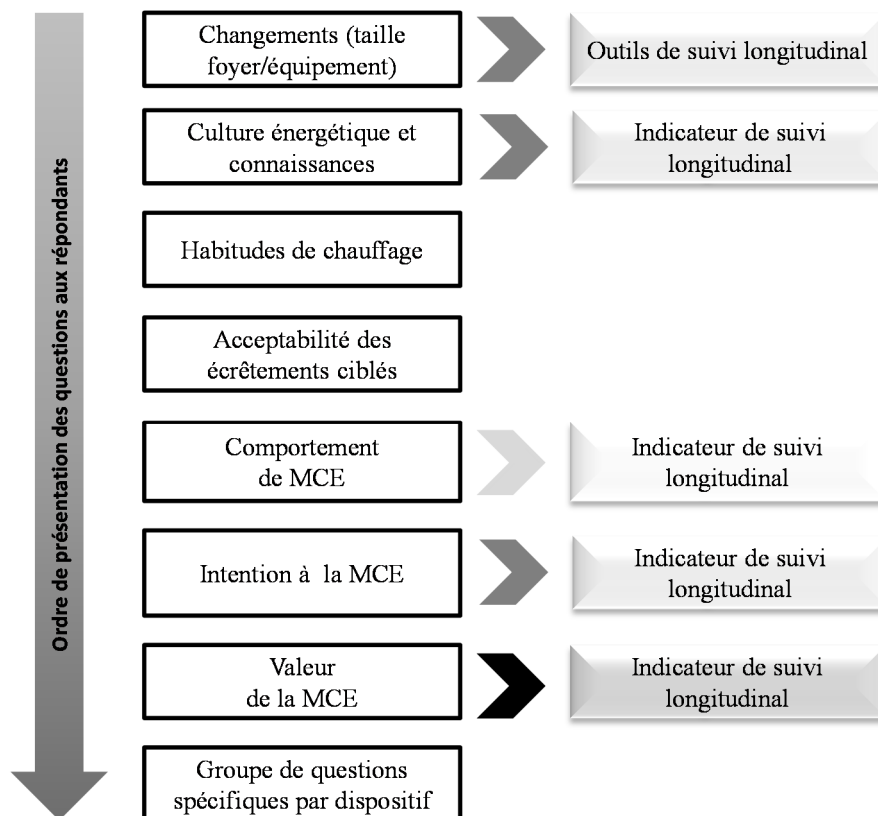 Ordre de présentation des questions aux répondants
Changements (taille
foyer/équipement)
Outils de suivi longitudinal
Culture énergétique et
connaissances
Indicateur de suivi
longitudinal
Habitudes de chauffage
Acceptabilité des
écrêtements ciblés
Comportement
de MCE
Indicateur de suivi
longitudinal
Intention à la MCE
Indicateur de suivi
longitudinal
Valeur
de la MCE
Indicateur de suivi
longitudinal
Groupe de questions
spécifiques par dispositif